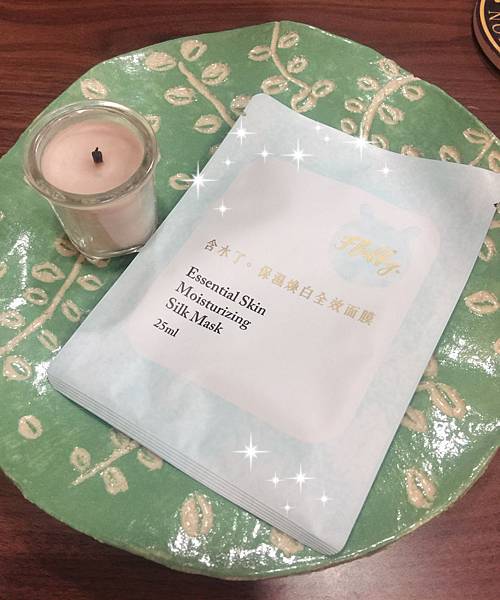 含水了。保濕煥白全效面膜
Essential Skin
Moisturizing
Silk Mask
25ml